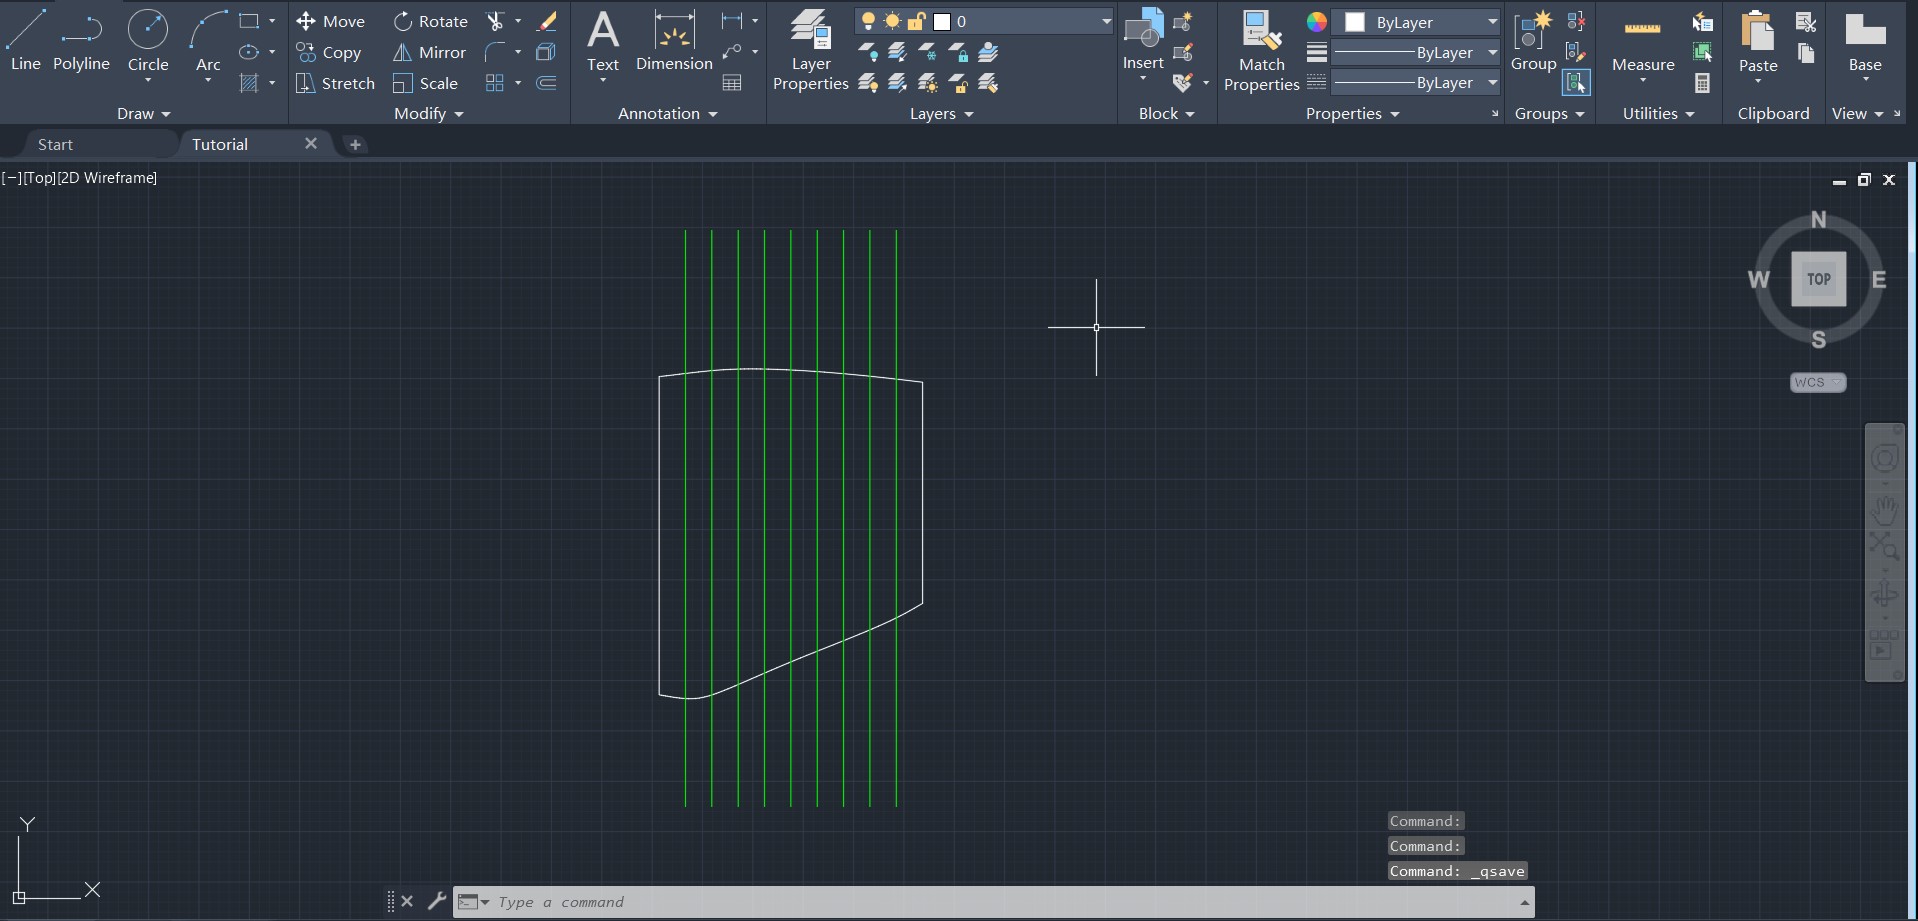 Line Polyline Circle Arc
Draw
Move Rotate
Copy Mirror
Stretch Scale
Modify
Text Dimension
Annotation
Layer
Properties
0
Layers
Insert
Block
Match
Properties
ByLayer
ByLayer
ByLayer
Properties
Group
Groups
Measure
Utilities
Paste
Clipboard
Base
View
Start Tutorial
[−][Top][2D Wireframe]
N
W TOP E
S
WCS
Y
X
Command:
Command:
Command: _qsave
Type a command